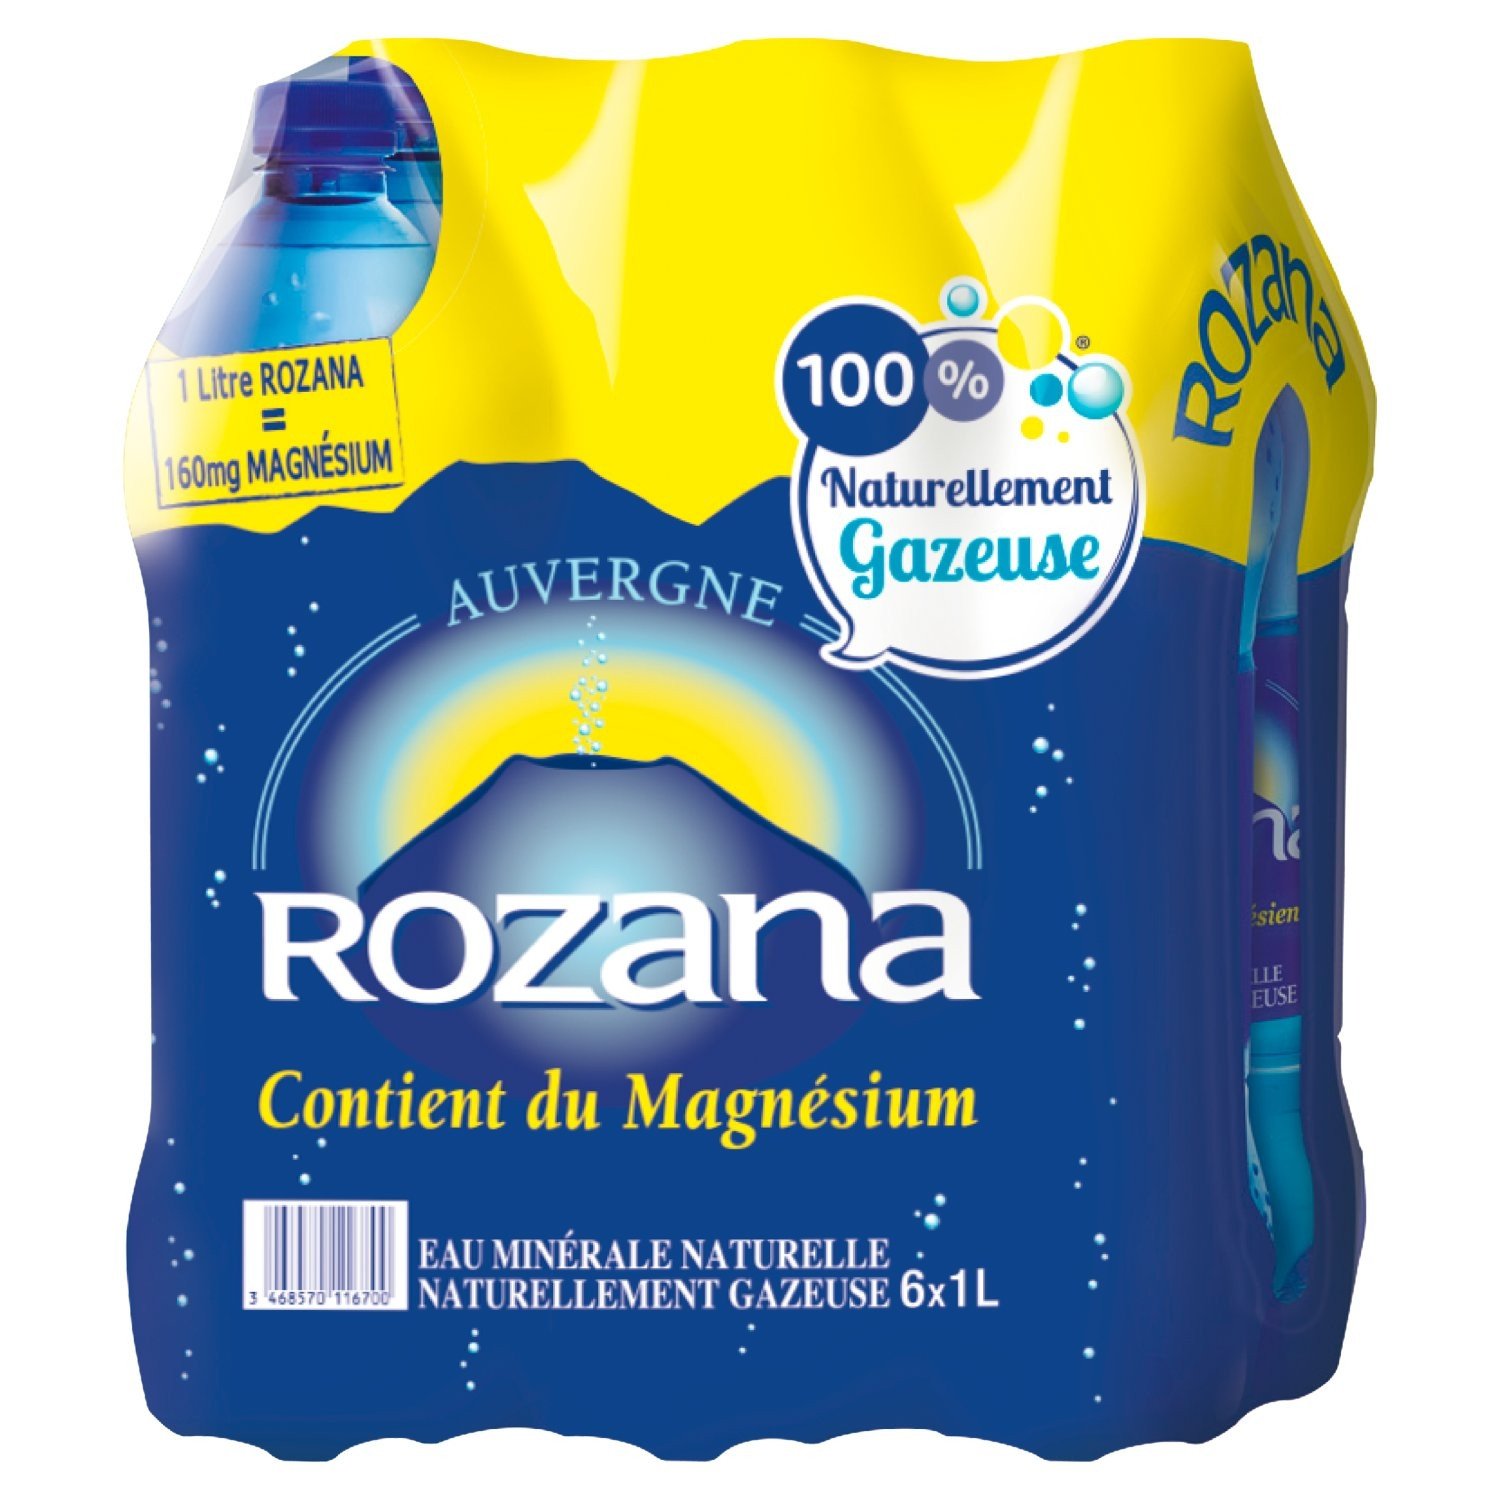 1 Litre ROZANA
=
160mg MAGNÉSIUM
100%
®
Naturellement
Gazeuse
ROZana
AUVERGNE
ROZana
Contient du Magnésium
EAU MINÉRALE NATURELLE
NATURELLEMENT GAZEUSE 6x1L
3 468570 116700